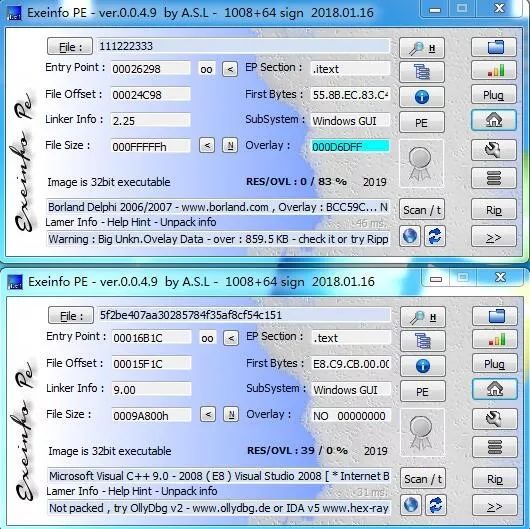 Exeinfo PE - ver.0.0.4.9 by A.S.L - 1008+64 sign 2018.01.16
File : 111222333 H
Entry Point : 00026298 oo < EP Section : .itext
File Offset : 00024C98 First Bytes : 55.8B.EC.83.C4 Plug
Linker Info : 2.25 SubSystem : Windows GUI PE
File Size : 000FFFFFh < N Overlay : 000D6DFF
Image is 32bit executable RES/OVL : 0 / 83 % 2019
Borland Delphi 2006/2007 - www.borland.com , Overlay : BCC59C... N Scan / t Rip
Lamer Info - Help Hint - Unpack info 46 ms.
Warning : Big Unkn.Ovelay Data - over : 859.5 KB - check it or try Ripp >>
Exeinfo Pe
Exeinfo PE - ver.0.0.4.9 by A.S.L - 1008+64 sign 2018.01.16
File : 5f2be407aa30285784f35af8cf54c151 H
Entry Point : 00016B1C oo < EP Section : .text
File Offset : 00015F1C First Bytes : E8.C9.CB.00.00 Plug
Linker Info : 9.00 SubSystem : Windows GUI PE
File Size : 0009A800h < N Overlay : NO 00000000
Image is 32bit executable RES/OVL : 39 / 0 % 2019
Microsoft Visual C++ 9.0 - 2008 ( E8 ) Visual Studio 2008 [ * Internet B Scan / t Rip
Lamer Info - Help Hint - Unpack info 31 ms.
Not packed , try OllyDbg v2 - www.ollydbg.de or IDA v5 www.hex-ray >>
Exeinfo Pe